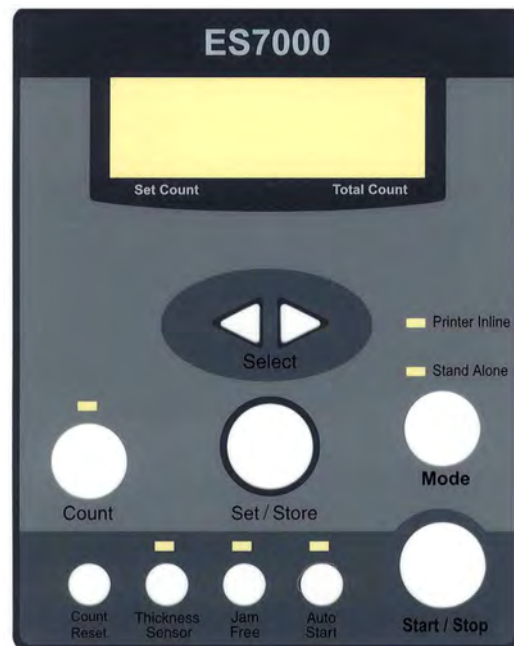 ES7000
Set Count Total Count
Select
Printer Inline
Stand Alone
Count
Set / Store
Mode
Count Reset
Thickness Sensor
Jam Free
Auto Start
Start / Stop